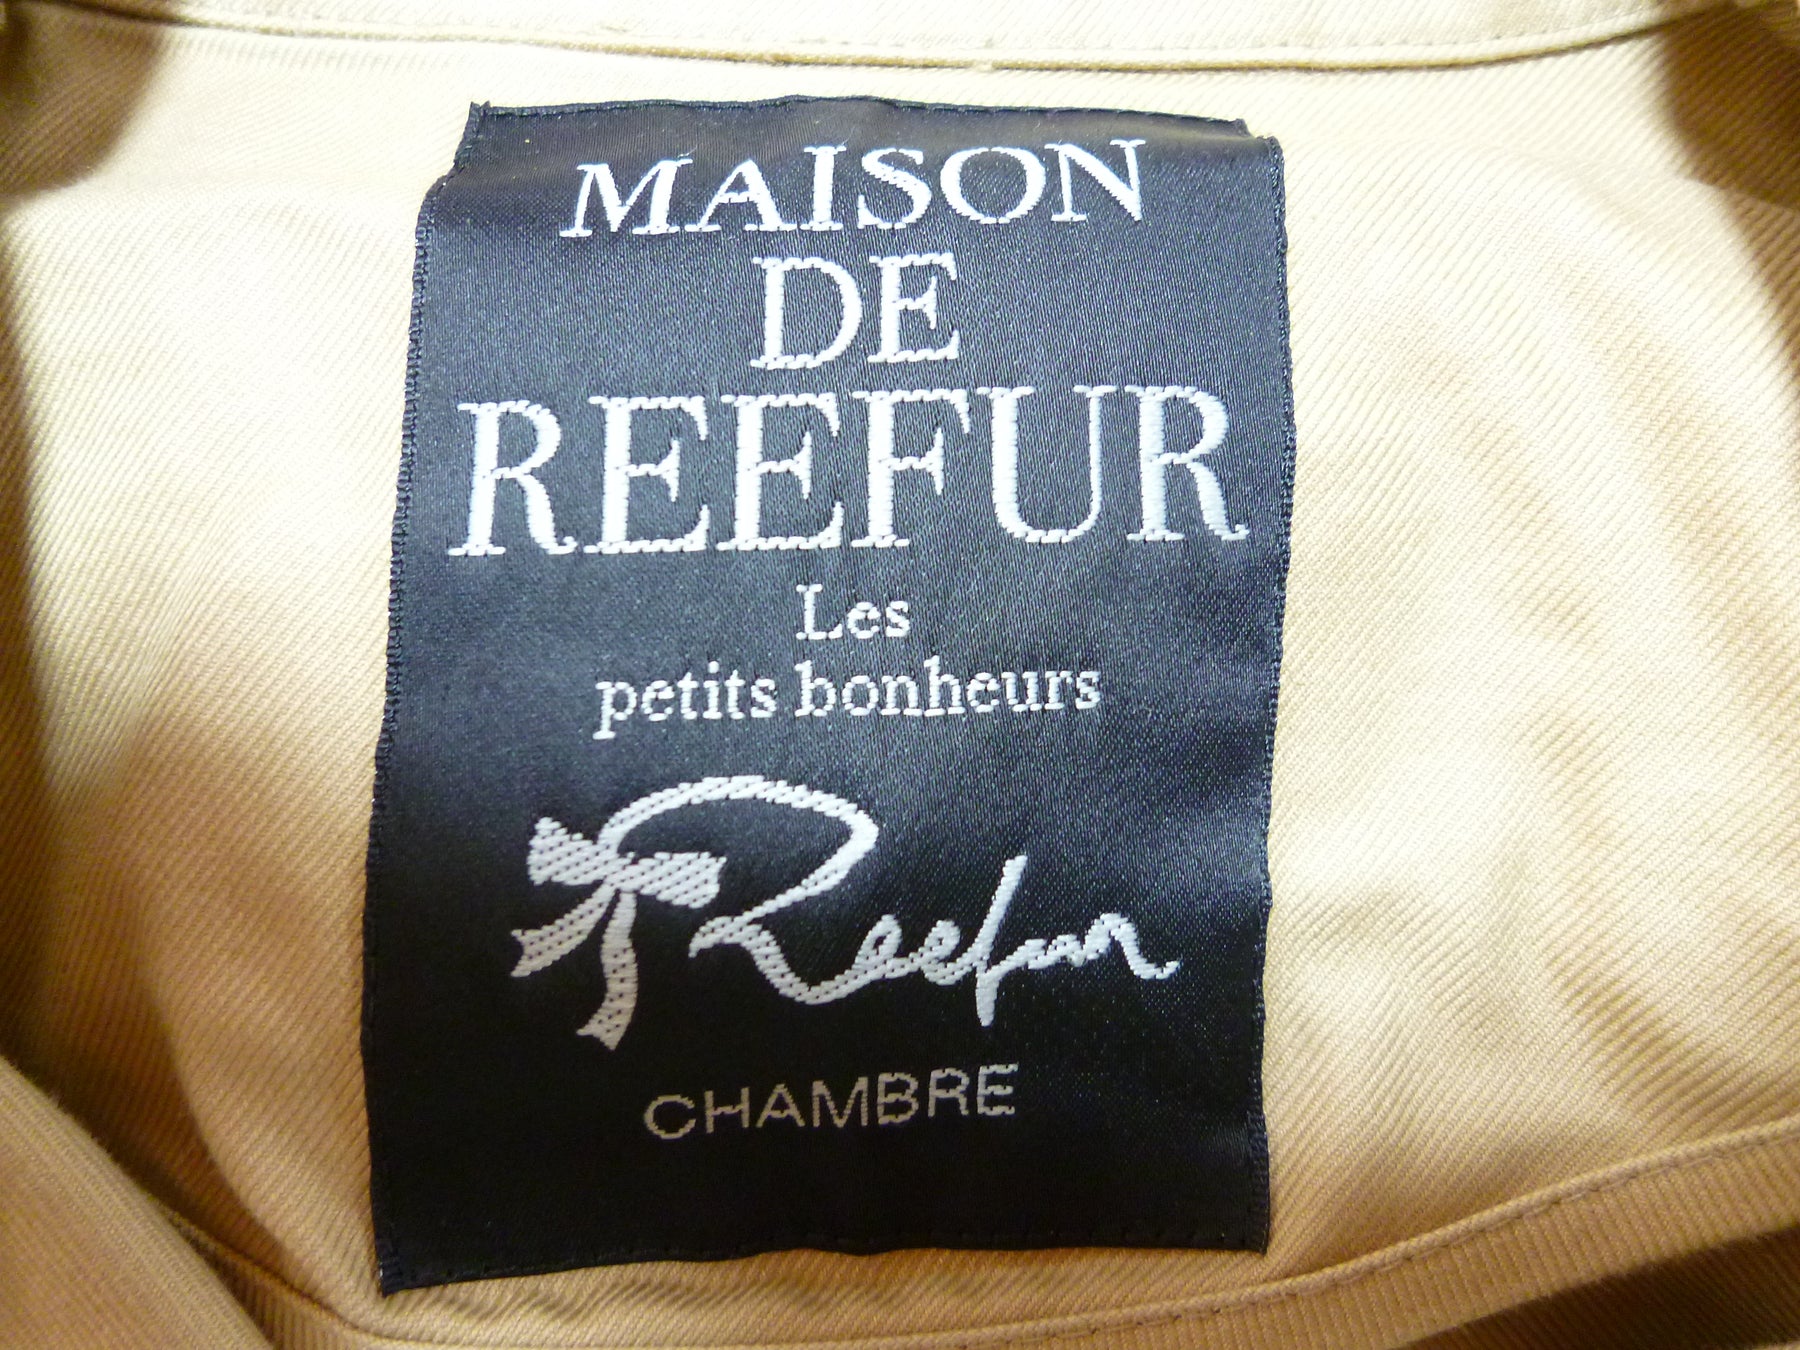 MAISON
DE
REEFUR
Les
petits bonheurs
Reefur
CHAMBRE